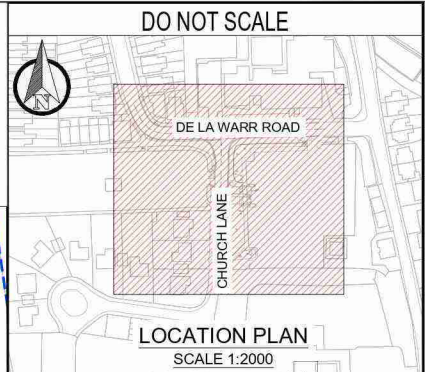 DO NOT SCALE
N
DE LA WARR ROAD
CHURCH LANE
LOCATION PLAN
SCALE 1:2000